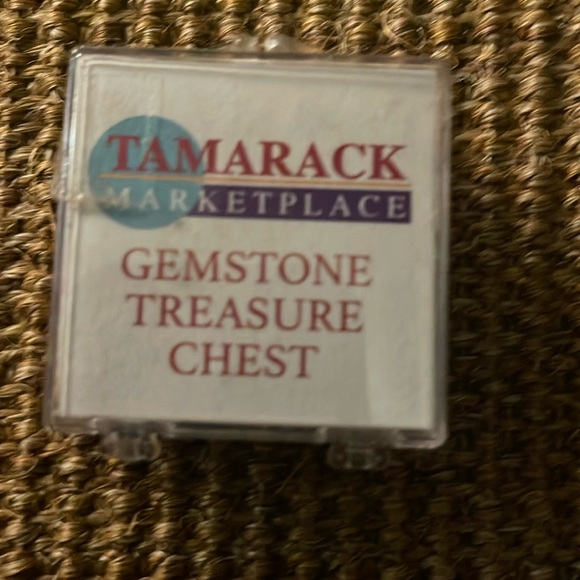 TAMARACK
MARKETPLACE
GEMSTONE
TREASURE
CHEST